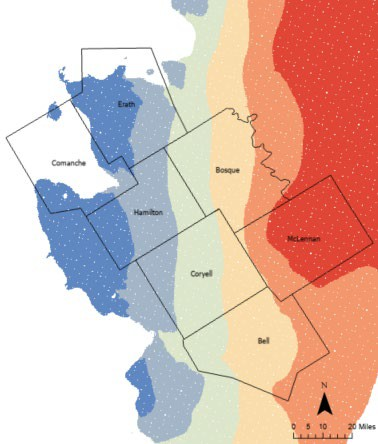 Erath
Comanche
Bosque
Hamilton
McLennan
Coryell
Bell
N
0 5 10 20 Miles